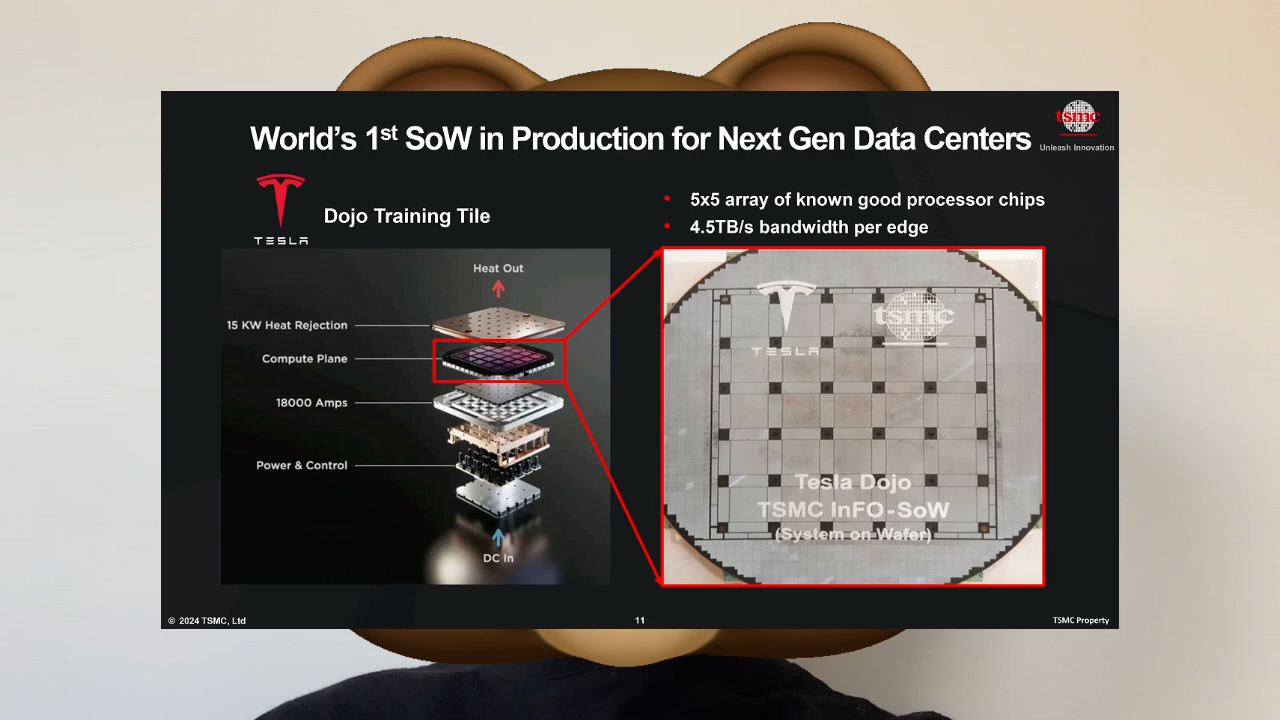 World's 1st SoW in Production for Next Gen Data Centers
tsmc
Unleash Innovation
TESLA
Dojo Training Tile
• 5x5 array of known good processor chips
• 4.5TB/s bandwidth per edge
Heat Out
15 KW Heat Rejection
Compute Plane
18000 Amps
Power & Control
DC In
TESLA
tsmc
Tesla Dojo
TSMC InFO-SoW
(System on Wafer)
© 2024 TSMC, Ltd
11
TSMC Property